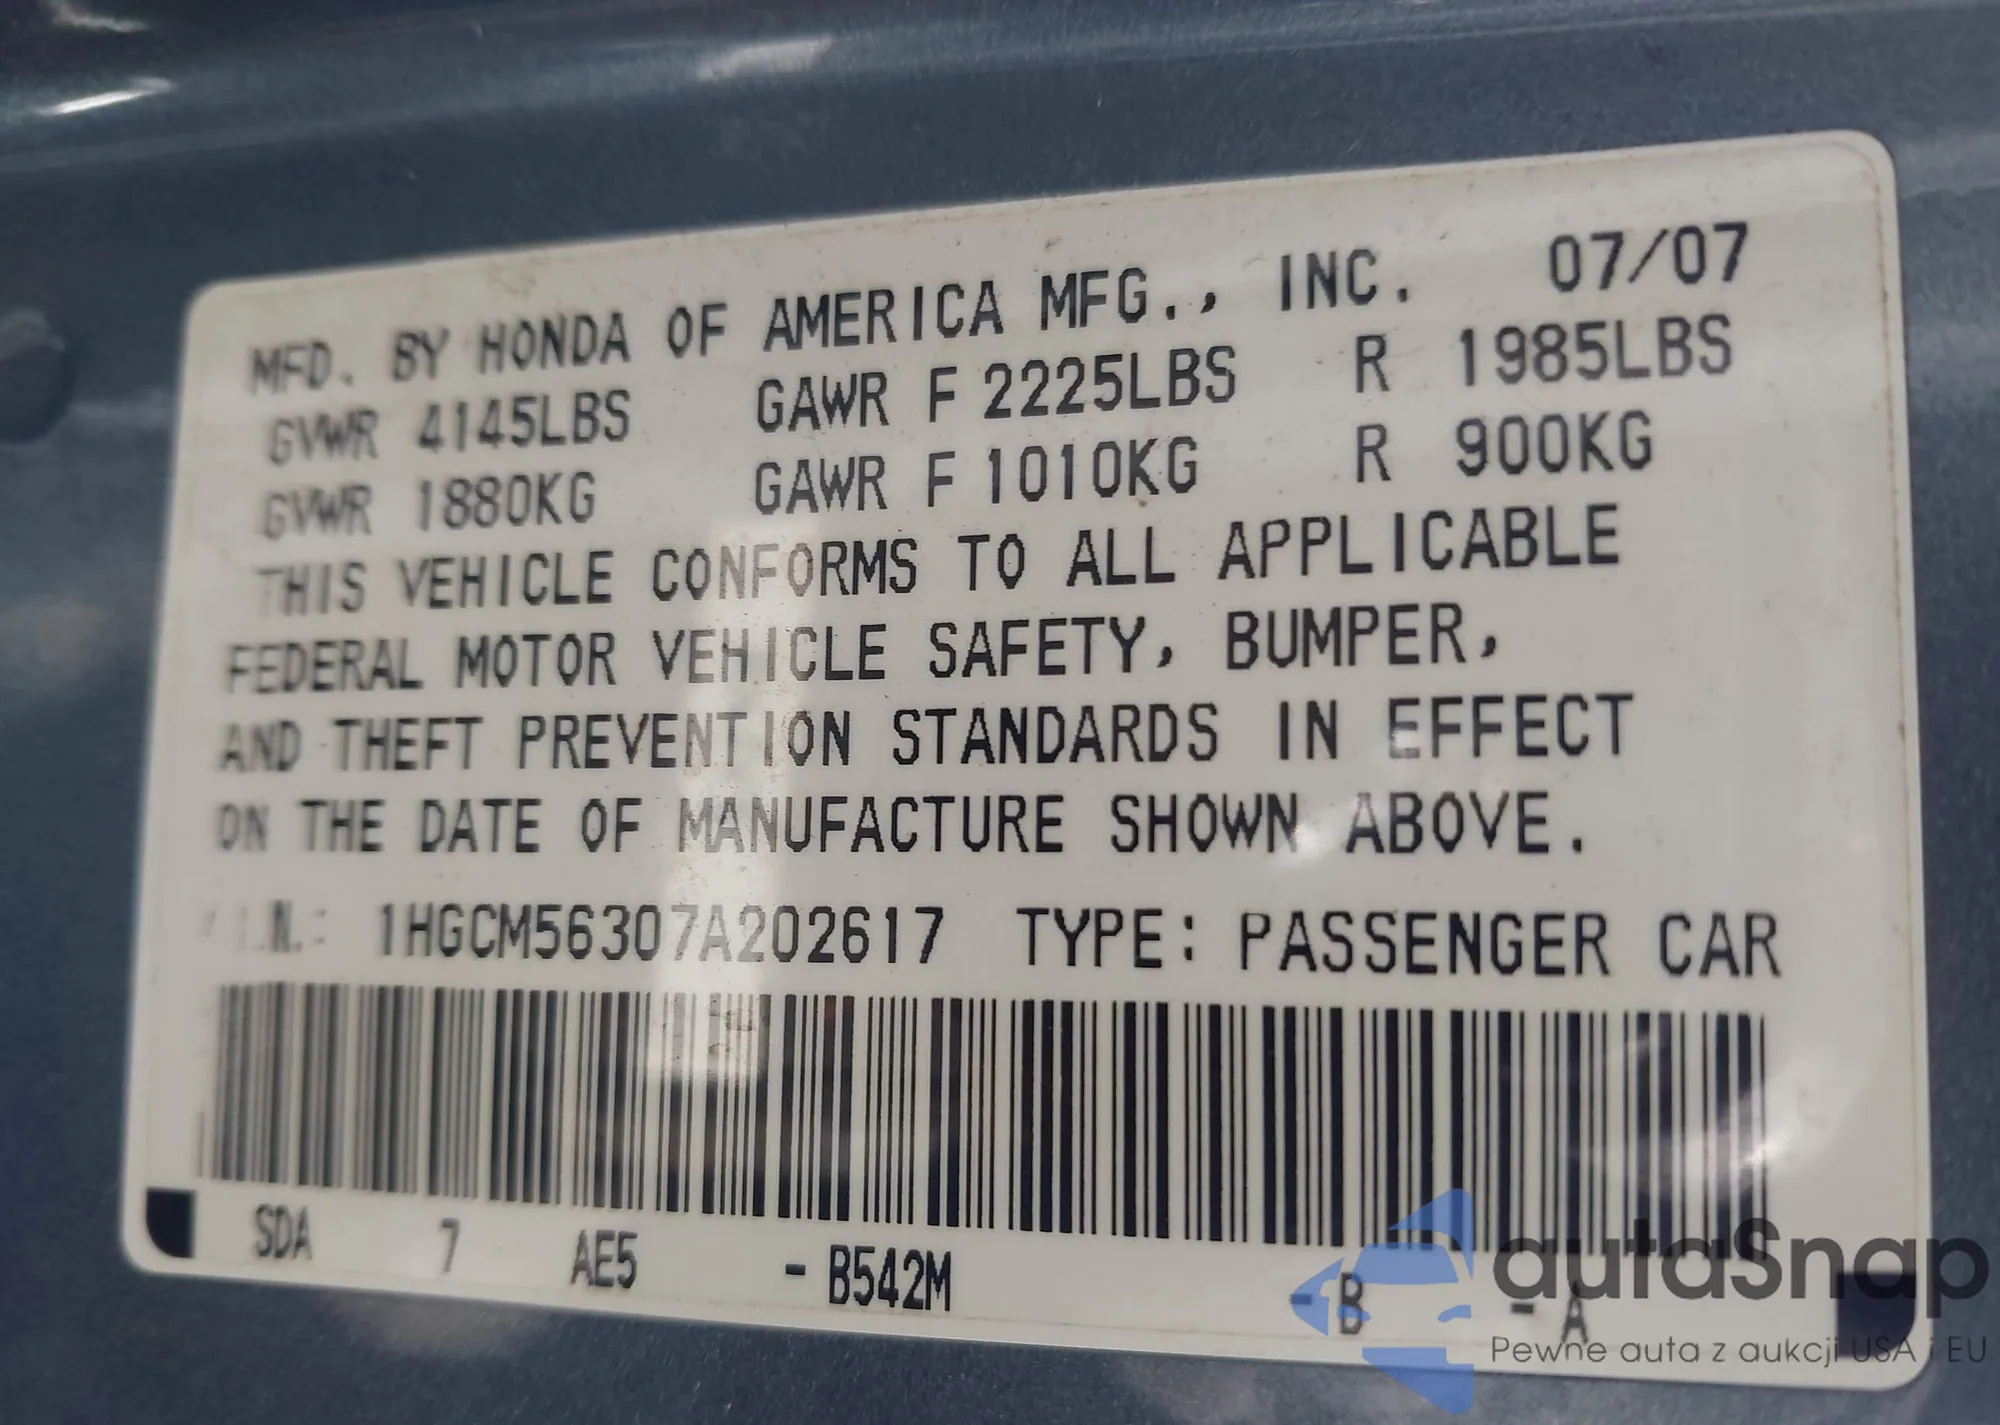 MFD. BY HONDA OF AMERICA MFG., INC. 07/07
GVWR 4145LBS GAWR F 2225LBS R 1985LBS
GVWR 1880KG GAWR F 1010KG R 900KG
THIS VEHICLE CONFORMS TO ALL APPLICABLE
FEDERAL MOTOR VEHICLE SAFETY, BUMPER,
AND THEFT PREVENTION STANDARDS IN EFFECT
ON THE DATE OF MANUFACTURE SHOWN ABOVE.
V.I.N.: 1HGCM56307A202617 TYPE: PASSENGER CAR
SDA 7 AE5 - B542M - B - A
autaSnap
Pewne auta z aukcji USA i EU